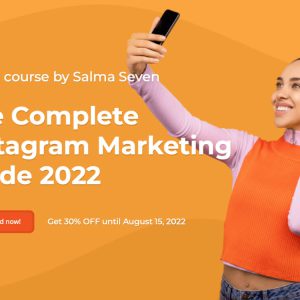 course by Salma Seven
e Complete
tagram Marketing
de 2022
d now!
Get 30% OFF until August 15, 2022